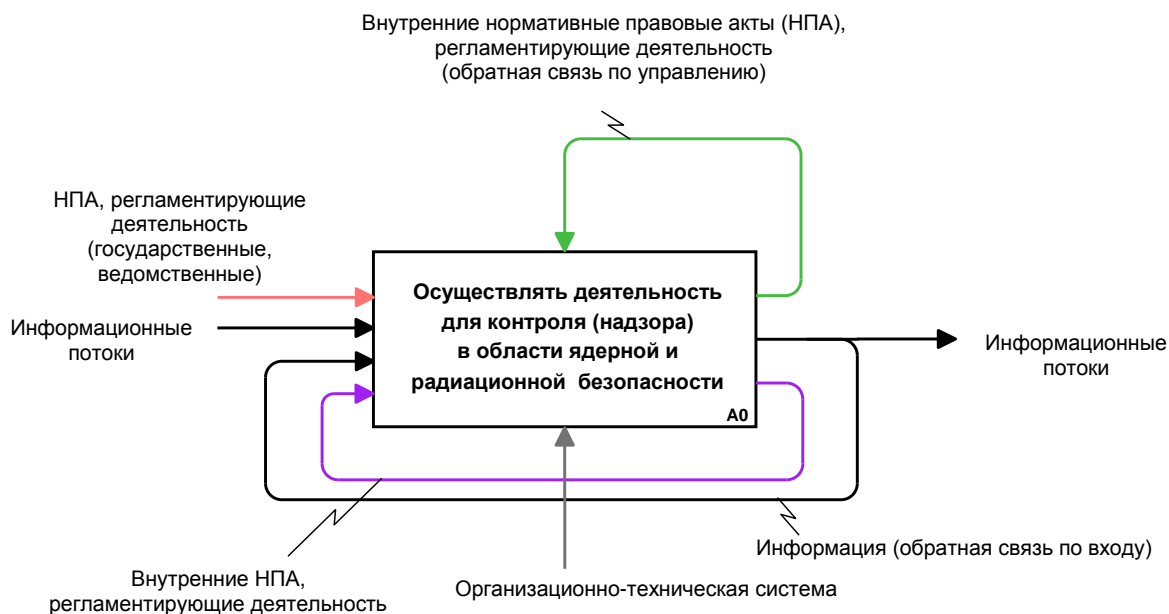 Внутренние нормативные правовые акты (НПА),
регламентирующие деятельность
(обратная связь по управлению)
НПА, регламентирующие
деятельность
(государственные,
ведомственные)
Информационные
потоки
Осуществлять деятельность
для контроля (надзора)
в области ядерной и
радиационной безопасности
A0
Информационные
потоки
Информация (обратная связь по входу)
Внутренние НПА,
регламентирующие деятельность
Организационно-техническая система